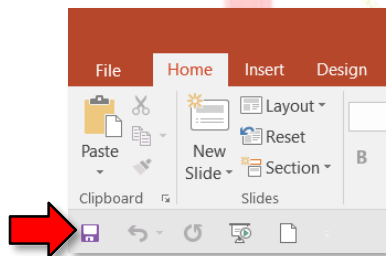 File Home Insert Design
Layout
Reset
Section
Paste
New
Slide
B
Clipboard Slides